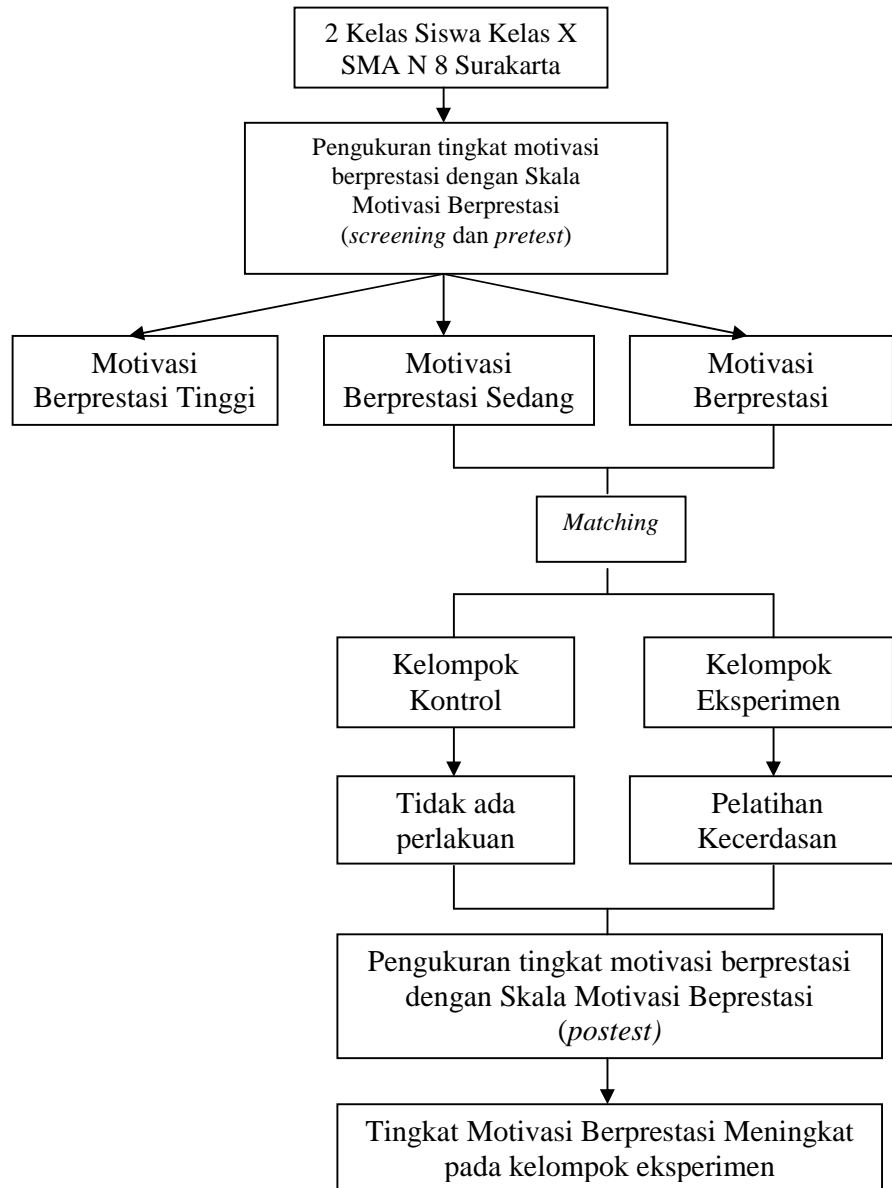 2 Kelas Siswa Kelas X
SMA N 8 Surakarta
Pengukuran tingkat motivasi
berprestasi dengan Skala
Motivasi Berprestasi
(screening dan pretest)
Motivasi
Berprestasi Tinggi
Motivasi
Berprestasi Sedang
Motivasi
Berprestasi
Matching
Kelompok
Kontrol
Kelompok
Eksperimen
Tidak ada
perlakuan
Pelatihan
Kecerdasan
Pengukuran tingkat motivasi berprestasi
dengan Skala Motivasi Beprestasi
(postest)
Tingkat Motivasi Berprestasi Meningkat
pada kelompok eksperimen